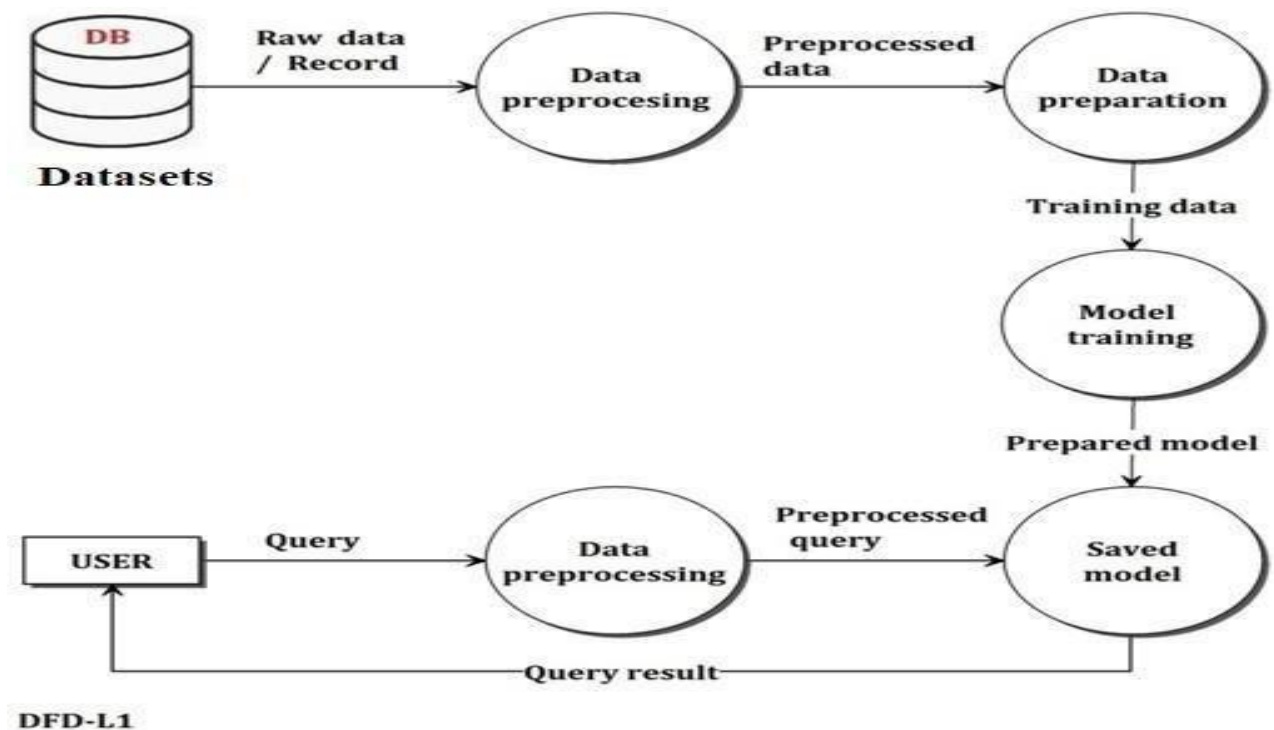 DB
Datasets
Raw data
/ Record
Data
preprocesing
Preprocessed
data
Data
preparation
Training data
Model
training
Prepared model
USER
Query
Data
preprocessing
Preprocessed
query
Saved
model
Query result
DFD-L1